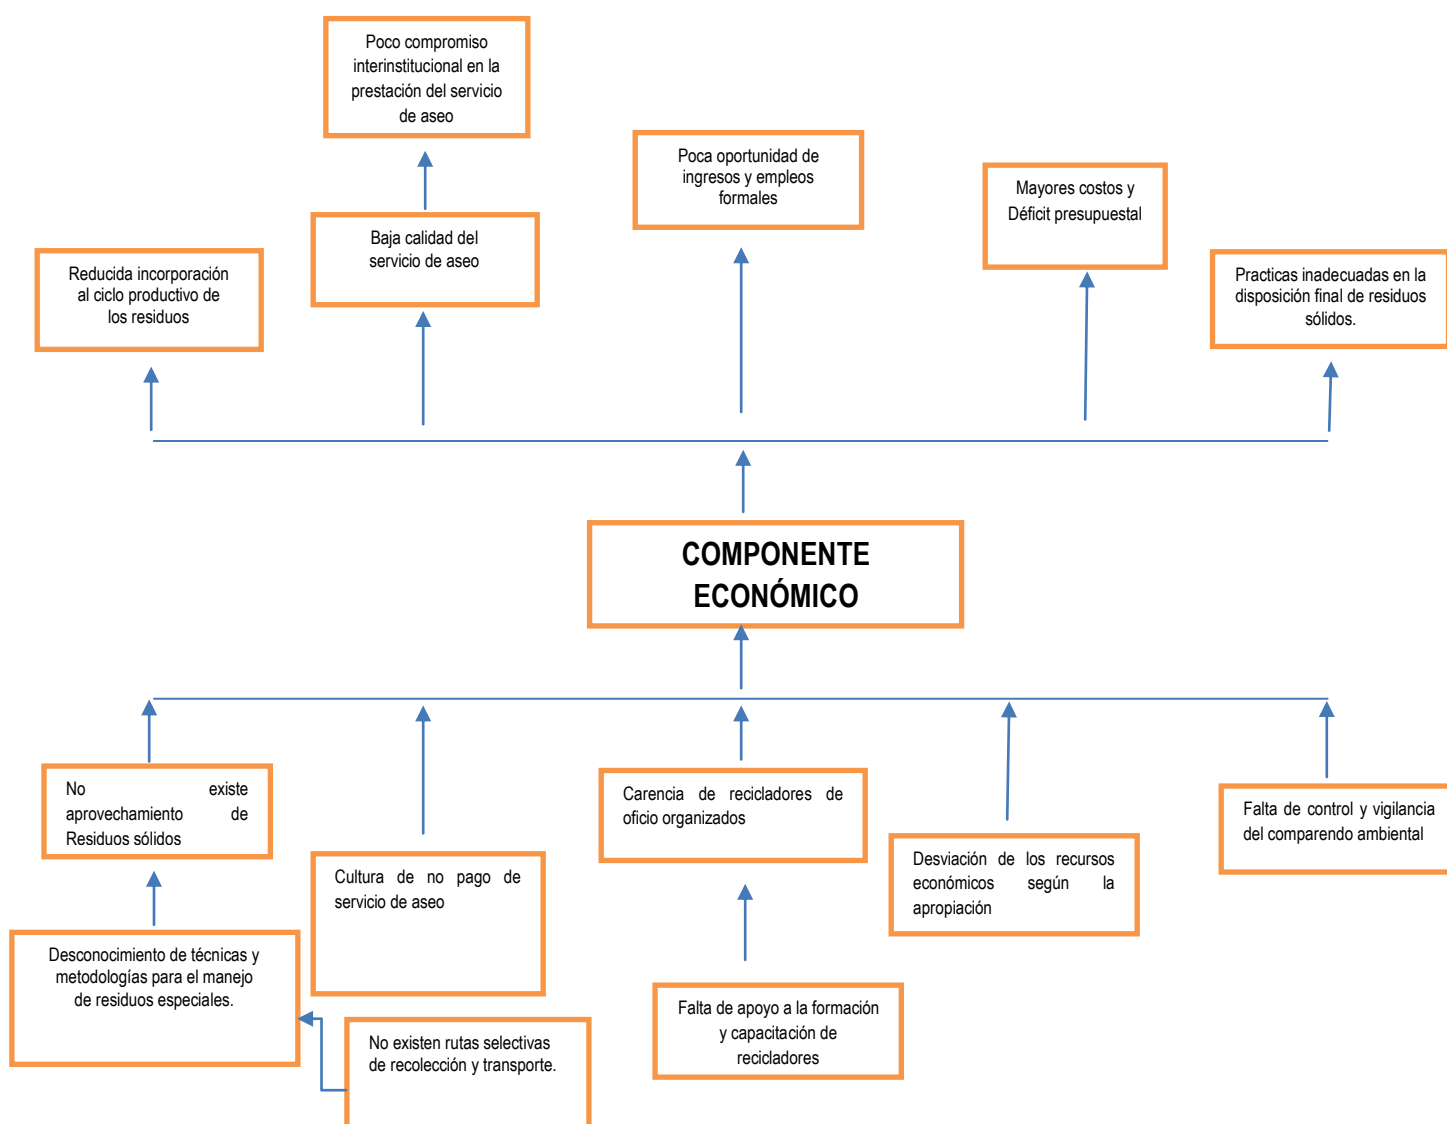 Poco compromiso
interinstitucional en la
prestación del servicio
de aseo
Poca oportunidad de
ingresos y empleos
formales
Mayores costos y
Déficit presupuestal
Baja calidad del
servicio de aseo
Reducida incorporación
al ciclo productivo de
los residuos
Practicas inadecuadas en la
disposición final de residuos
sólidos.
COMPONENTE
ECONÓMICO
No existe
aprovechamiento de
Residuos sólidos
Cultura de no pago de
servicio de aseo
Carencia de recicladores de
oficio organizados
Desviación de los recursos
económicos según la
apropiación
Falta de control y vigilancia
del comparendo ambiental
Desconocimiento de técnicas y
metodologías para el manejo
de residuos especiales.
No existen rutas selectivas
de recolección y transporte.
Falta de apoyo a la formación
y capacitación de
recicladores